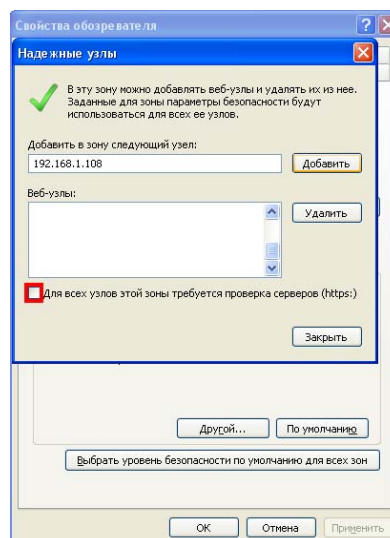 Свойства обозревателя
Надежные узлы
В эту зону можно добавлять веб-узлы и удалять их из нее.
Заданные для зоны параметры безопасности будут
использоваться для всех ее узлов.
Добавить в зону следующий узел:
192.168.1.108
Добавить
Веб-узлы:
Удалить
Для всех узлов этой зоны требуется проверка серверов (https:)
Закрыть
Другой...
По умолчанию
Выбрать уровень безопасности по умолчанию для всех зон
ОК
Отмена
Применить